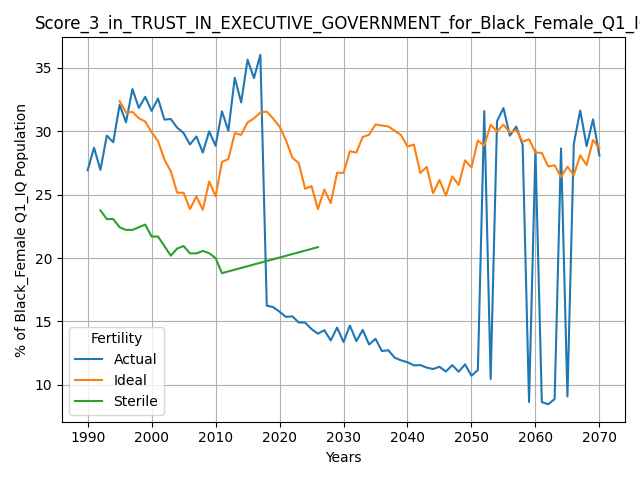 Score_3_in_TRUST_IN_EXECUTIVE_GOVERNMENT_for_Black_Female_Q1_I
% of Black_Female Q1_IQ Population
35
30
25
20
15
10
Fertility
Actual
Ideal
Sterile
1990 2000 2010 2020 2030 2040 2050 2060 2070
Years